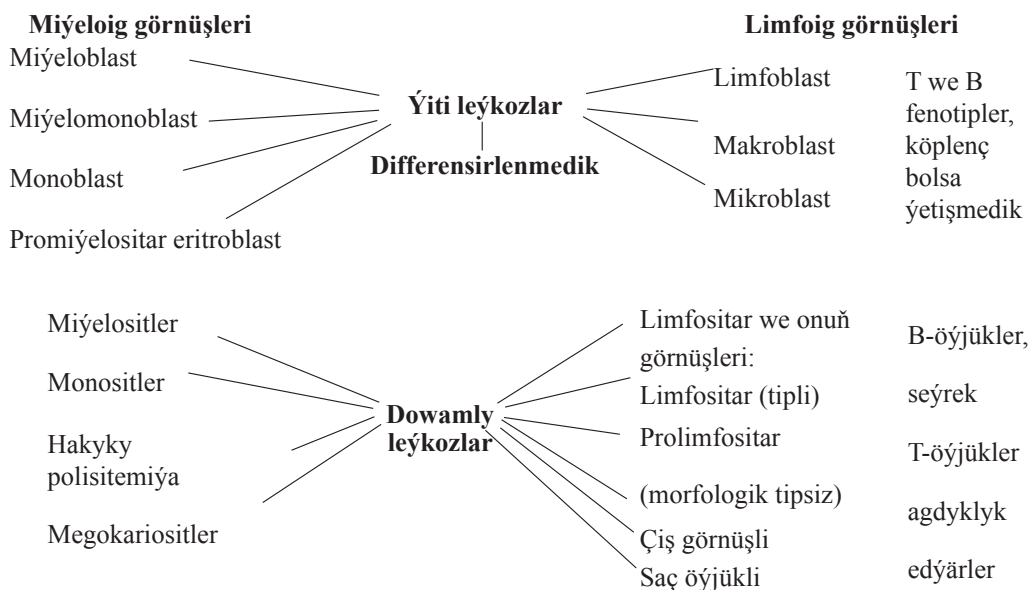 Miýeloig görnüşleri
Miýeloblast
Miýelomonoblast
Monoblast
Promiýelositar eritroblast
Ýiti leýkozlar
Differensirlenmedik
Limfoig görnüşleri
Limfoblast
Makroblast
Mikroblast
T we B
fenotipler,
köplenç
bolsa
ýetişmedik
Miýelositler
Monositler
Hakyky
polisitemiýa
Megokariositler
Dowamly
leýkozlar
Limfositar we onuň
görnüşleri:
Limfositar (tipli)
Prolimfositar
(morfologik tipsiz)
Çiş görnüşli
Saç öýjükli
B-öýjükler,
seýrek
T-öýjükler
agdyklyk
edýärler